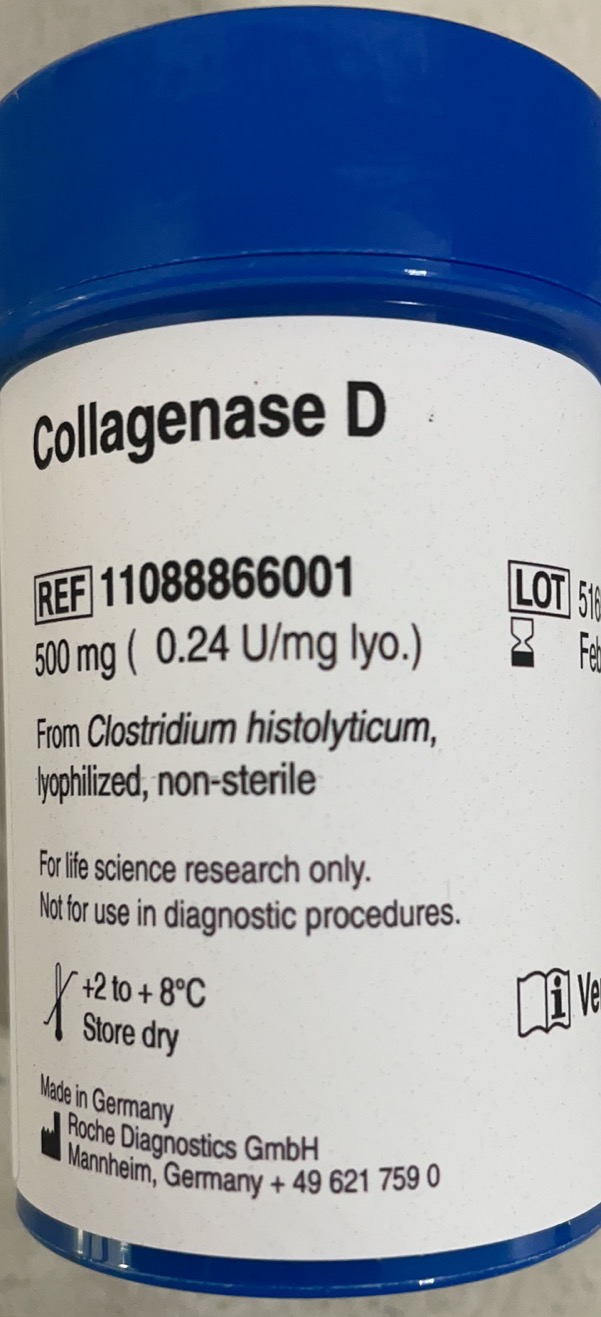 Collagenase D
REF 11088866001
LOT
500 mg ( 0.24 U/mg lyo.)
From Clostridium histolyticum,
lyophilized, non-sterile
For life science research only.
Not for use in diagnostic procedures.
+2 to + 8°C
Store dry
Made in Germany
Roche Diagnostics GmbH
Mannheim, Germany + 49 621 759 0